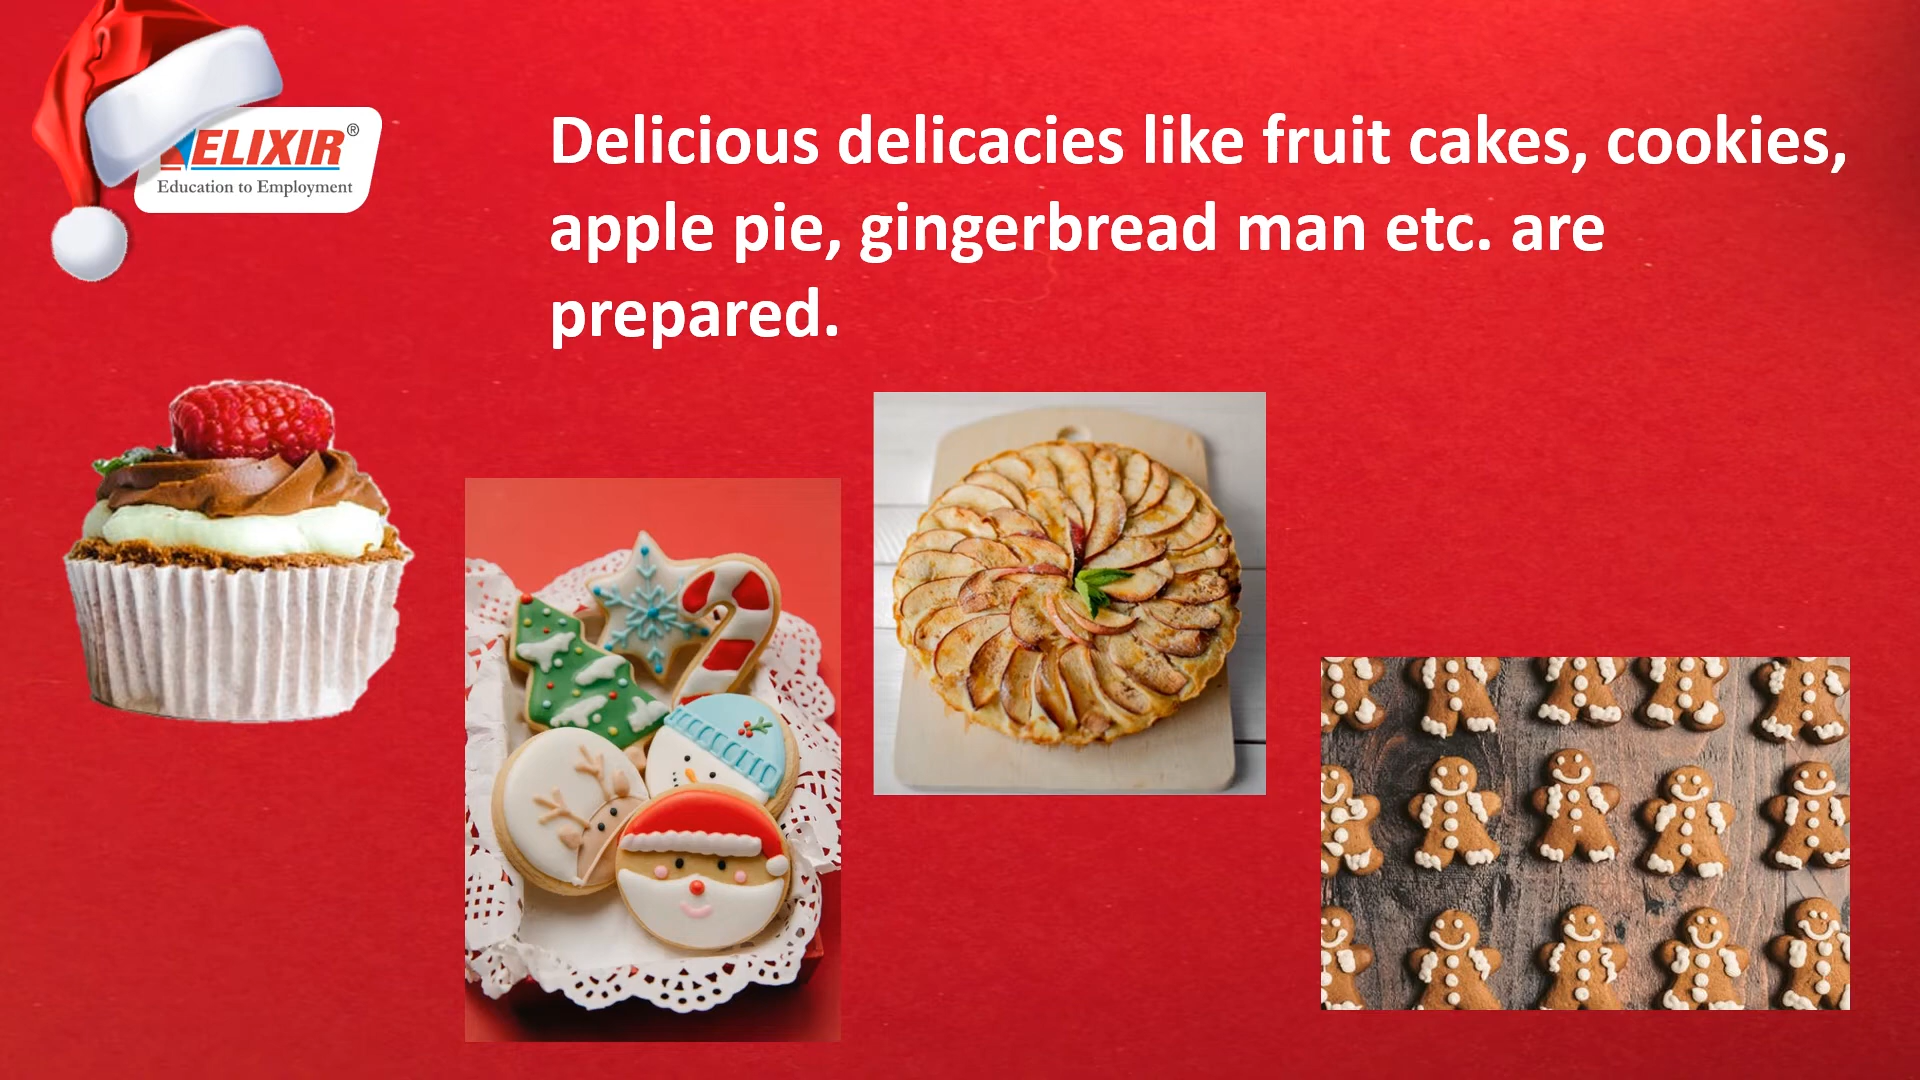 ELIXIR®
Education to Employment
Delicious delicacies like fruit cakes, cookies,
apple pie, gingerbread man etc. are
prepared.